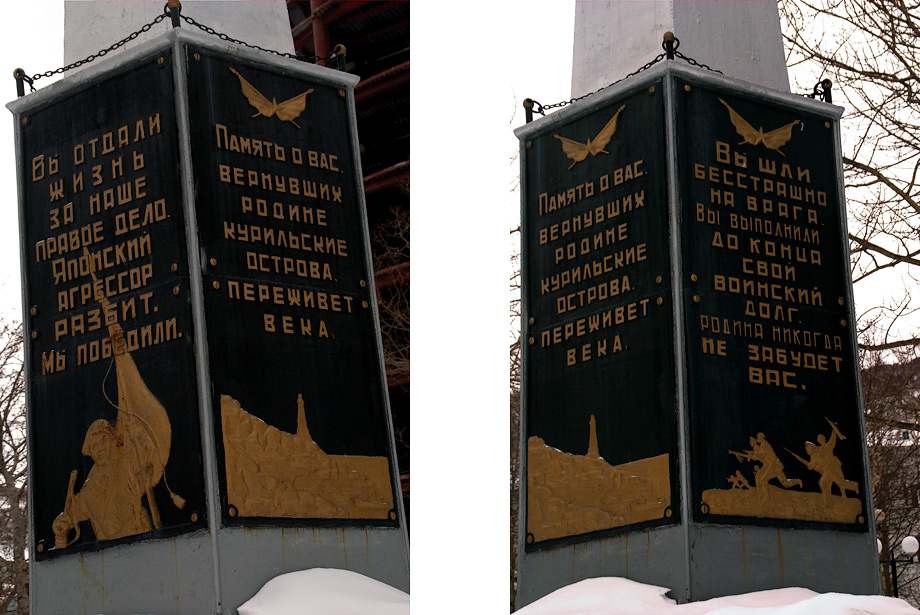 Вы отдали
жизнь
за наше
правое дело.
Японский
агрессор
разбит.
Мы победили.
Память о вас,
вернувших
Родине
Курильские
острова,
переживет
века.
Память о вас,
вернувших
Родине
Курильские
острова,
переживет
века.
Вы шли
бесстрашно
на врага.
Вы выполнили
до конца
свой
воинский
долг.
Родина никогда
не забудет
вас.